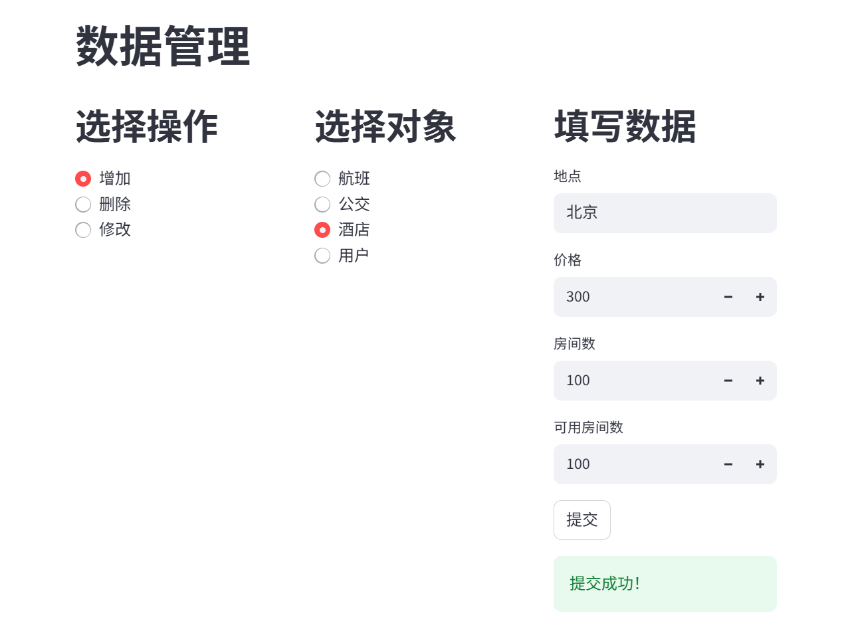 数据管理
选择操作
增加
删除
修改
选择对象
航班
公交
酒店
用户
填写数据
地点
北京
价格
300
房间数
100
可用房间数
100
提交
提交成功！